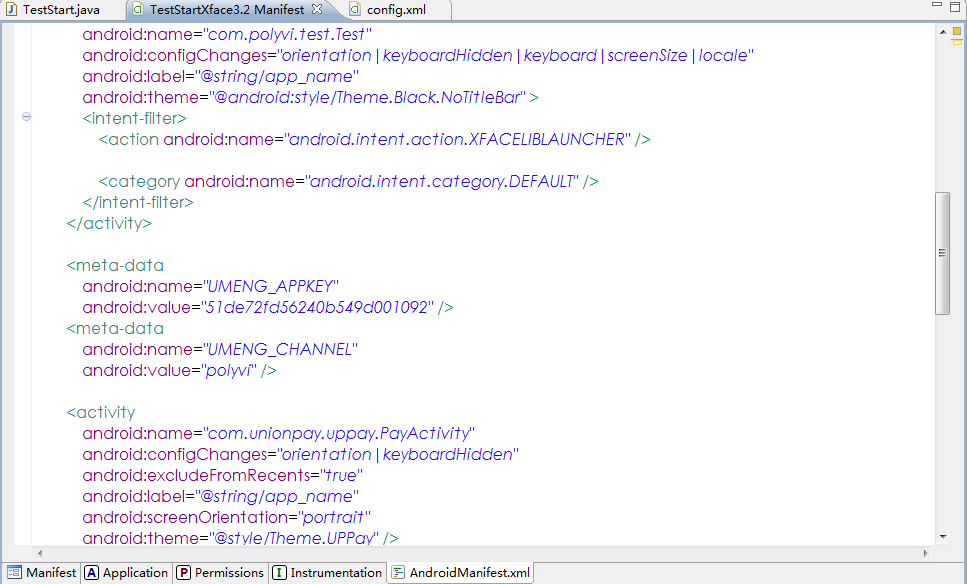 TestStart.java
TestStartXface3.2 Manifest
config.xml
android:name="com.polyvi.test.Test"
android:configChanges="orientation|keyboardHidden|keyboard|screenSize|locale"
android:label="@string/app_name"
android:theme="@android:style/Theme.Black.NoTitleBar" >
<intent-filter>
<action android:name="android.intent.action.XFACELIBLAUNCHER" />
<category android:name="android.intent.category.DEFAULT" />
</intent-filter>
</activity>
<meta-data
android:name="UMENG_APPKEY"
android:value="51de72fd56240b549d001092" />
<meta-data
android:name="UMENG_CHANNEL"
android:value="polyvi" />
<activity
android:name="com.unionpay.uppay.PayActivity"
android:configChanges="orientation|keyboardHidden"
android:excludeFromRecents="true"
android:label="@string/app_name"
android:screenOrientation="portrait"
android:theme="@style/Theme.UPPay" />
Manifest
A Application
P Permissions
I Instrumentation
AndroidManifest.xml